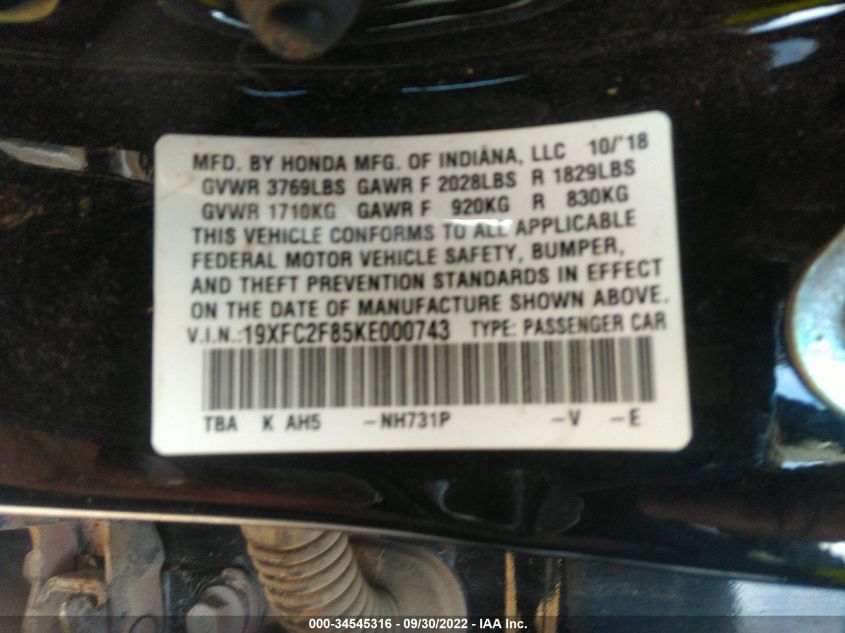 MFD. BY HONDA MFG. OF INDIANA, LLC 10/'18
GVWR 3769LBS GAWR F 2028LBS R 1829LBS
GVWR 1710KG GAWR F 920KG R 830KG
THIS VEHICLE CONFORMS TO ALL APPLICABLE
FEDERAL MOTOR VEHICLE SAFETY, BUMPER,
AND THEFT PREVENTION STANDARDS IN EFFECT
ON THE DATE OF MANUFACTURE SHOWN ABOVE.
V.I.N.:19XFC2F85KE000743 TYPE: PASSENGER CAR
TBA K AH5 -NH731P -V -E
000-34545316 - 09/30/2022 - IAA Inc.